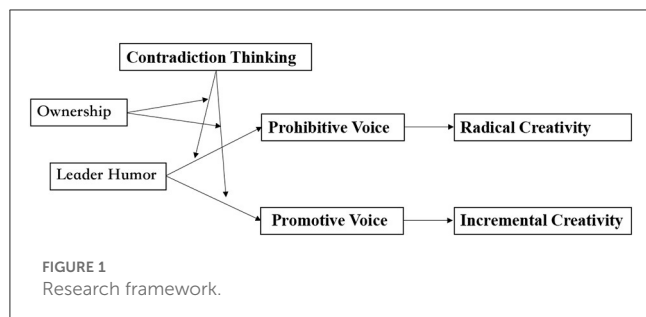 Contradiction Thinking
Ownership
Prohibitive Voice
Radical Creativity
Leader Humor
Promotive Voice
Incremental Creativity
FIGURE 1
Research framework.